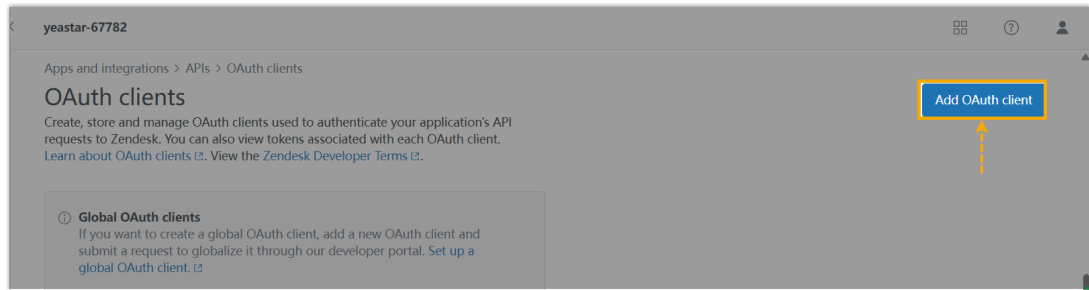 yeastar-67782
Apps and integrations > APIs > OAuth clients
OAuth clients
Add OAuth client
Create, store and manage OAuth clients used to authenticate your application's API
requests to Zendesk. You can also view tokens associated with each OAuth client.
Learn about OAuth clients. View the Zendesk Developer Terms.
Global OAuth clients
If you want to create a global OAuth client, add a new OAuth client and
submit a request to globalize it through our developer portal. Set up a
global OAuth client.